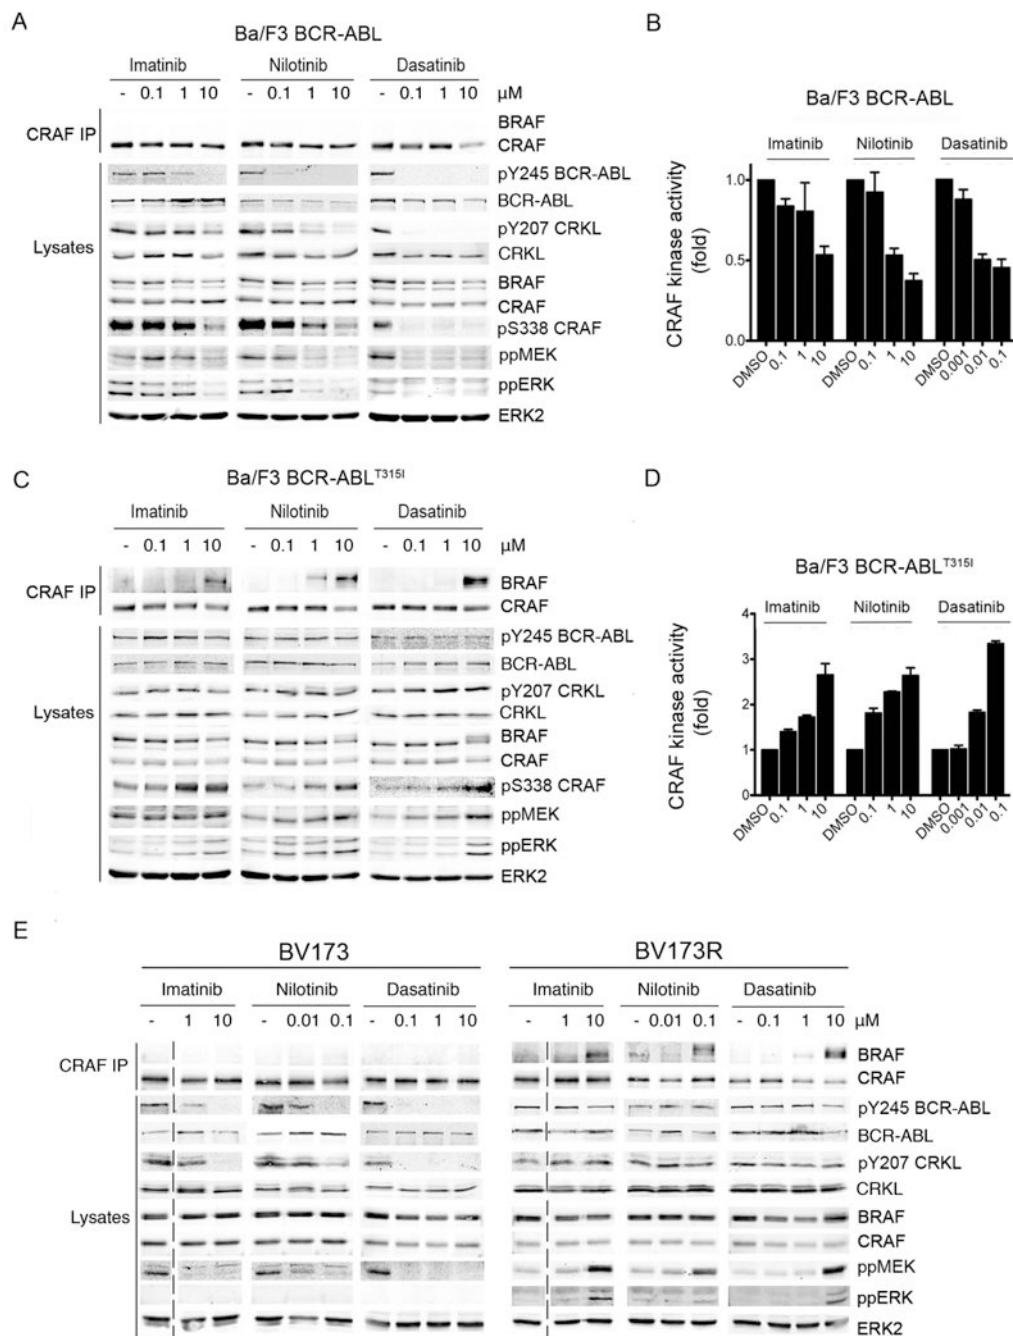 A
Ba/F3 BCR-ABL
Imatinib Nilotinib Dasatinib
- 0.1 1 10 - 0.1 1 10 - 0.1 1 10 µM
CRAF IP
BRAF
CRAF
Lysates
pY245 BCR-ABL
BCR-ABL
pY207 CRKL
CRKL
BRAF
CRAF
pS338 CRAF
ppMEK
ppERK
ERK2
B
Ba/F3 BCR-ABL
Imatinib Nilotinib Dasatinib
CRAF kinase activity
(fold)
1.0
0.5
0.0
DMSO 0.1 1 10 DMSO 0.1 1 10 DMSO 0.001 0.01 0.1
C
Ba/F3 BCR-ABLT315I
Imatinib Nilotinib Dasatinib
- 0.1 1 10 - 0.1 1 10 - 0.1 1 10 µM
CRAF IP
BRAF
CRAF
Lysates
pY245 BCR-ABL
BCR-ABL
pY207 CRKL
CRKL
BRAF
CRAF
pS338 CRAF
ppMEK
ppERK
ERK2
D
Ba/F3 BCR-ABLT315I
Imatinib Nilotinib Dasatinib
CRAF kinase activity
(fold)
4
3
2
1
0
DMSO 0.1 1 10 DMSO 0.1 1 10 DMSO 0.001 0.01 0.1
E
BV173 BV173R
Imatinib Nilotinib Dasatinib Imatinib Nilotinib Dasatinib
- 1 10 - 0.01 0.1 - 0.1 1 10 - 1 10 - 0.01 0.1 - 0.1 1 10 µM
CRAF IP
BRAF
CRAF
Lysates
pY245 BCR-ABL
BCR-ABL
pY207 CRKL
CRKL
BRAF
CRAF
ppMEK
ppERK
ERK2